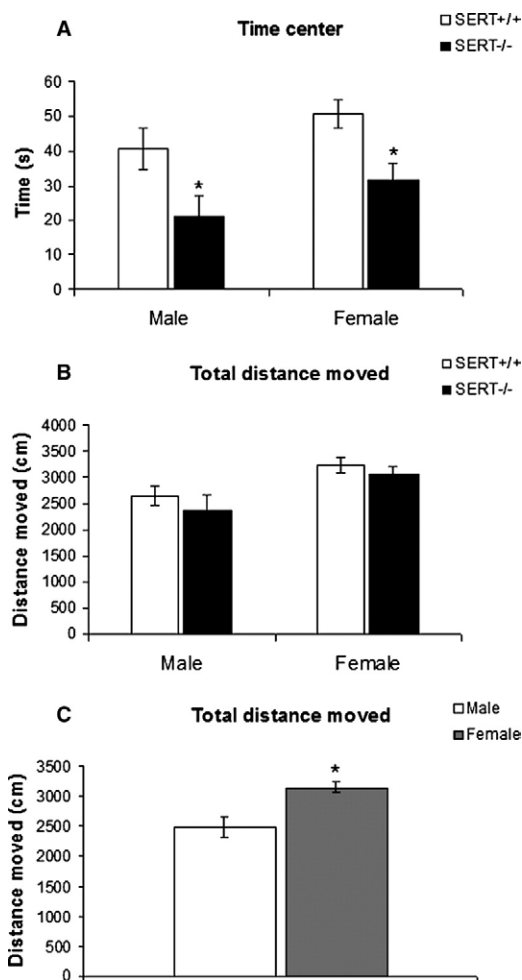 A
Time center
SERT+/+
SERT-/-
Time (s)
60
50
40
30
20
10
0
*
*
Male
Female
B
Total distance moved
SERT+/+
SERT-/-
Distance moved (cm)
4000
3500
3000
2500
2000
1500
1000
500
0
Male
Female
C
Total distance moved
Male
Female
Distance moved (cm)
3500
3000
2500
2000
1500
1000
500
0
*